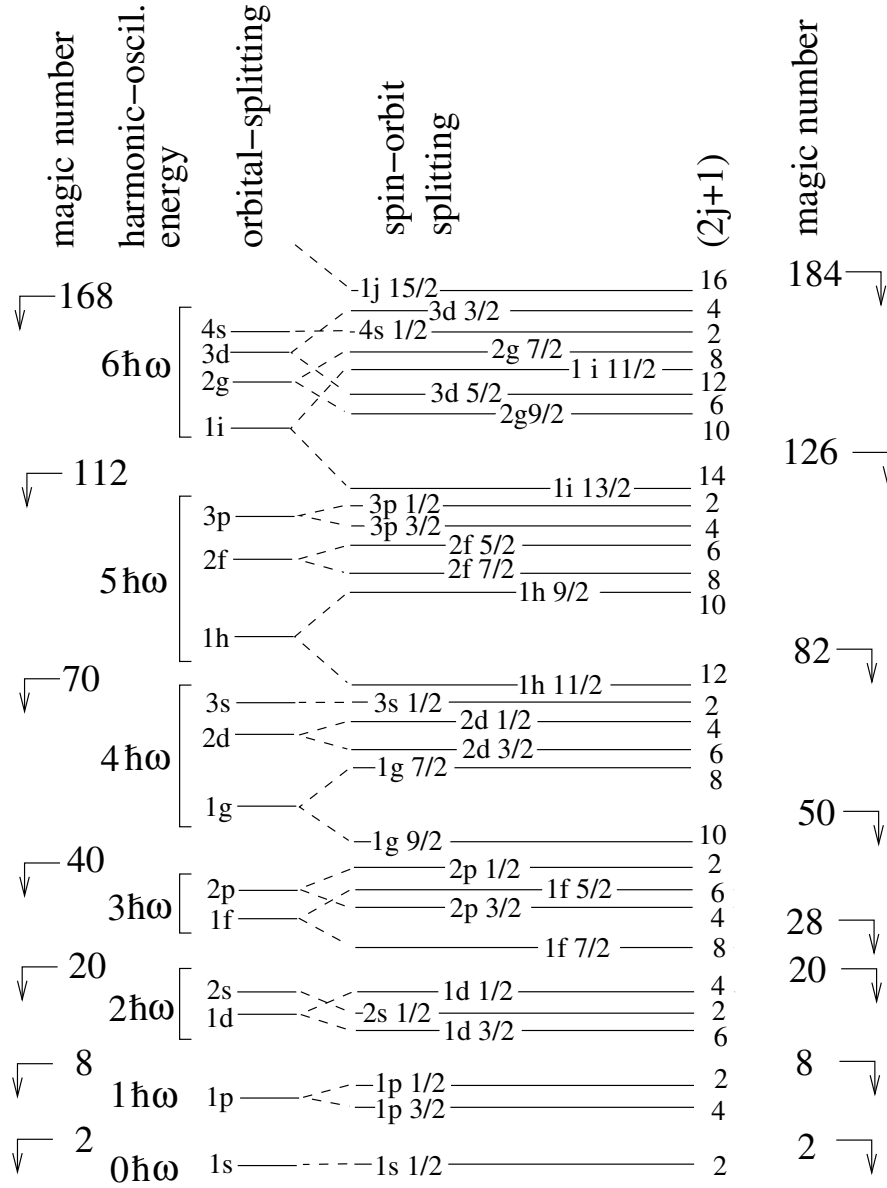 magic number
harmonic−oscil.
energy
orbital−splitting
spin−orbit
splitting
(2j+1)
magic number
168
184
1j 15/2
16
3d 3/2
4
4s
4s 1/2
2
3d
2g 7/2
8
6ħω
2g
1 i 11/2
12
3d 5/2
6
2g9/2
10
1i
112
126
1i 13/2
14
3p
3p 1/2
2
3p 3/2
4
2f
2f 5/2
6
5ħω
2f 7/2
8
1h 9/2
10
1h
70
82
1h 11/2
12
3s
3s 1/2
2
2d
2d 1/2
4
4ħω
2d 3/2
6
1g 7/2
8
1g
50
1g 9/2
10
40
2p 1/2
2
3ħω
2p
1f 5/2
6
1f
2p 3/2
4
28
1f 7/2
8
20
20
2ħω
2s
1d 1/2
4
1d
2s 1/2
2
1d 3/2
6
8
8
1ħω
1p
1p 1/2
2
1p 3/2
4
2
2
0ħω
1s
1s 1/2
2